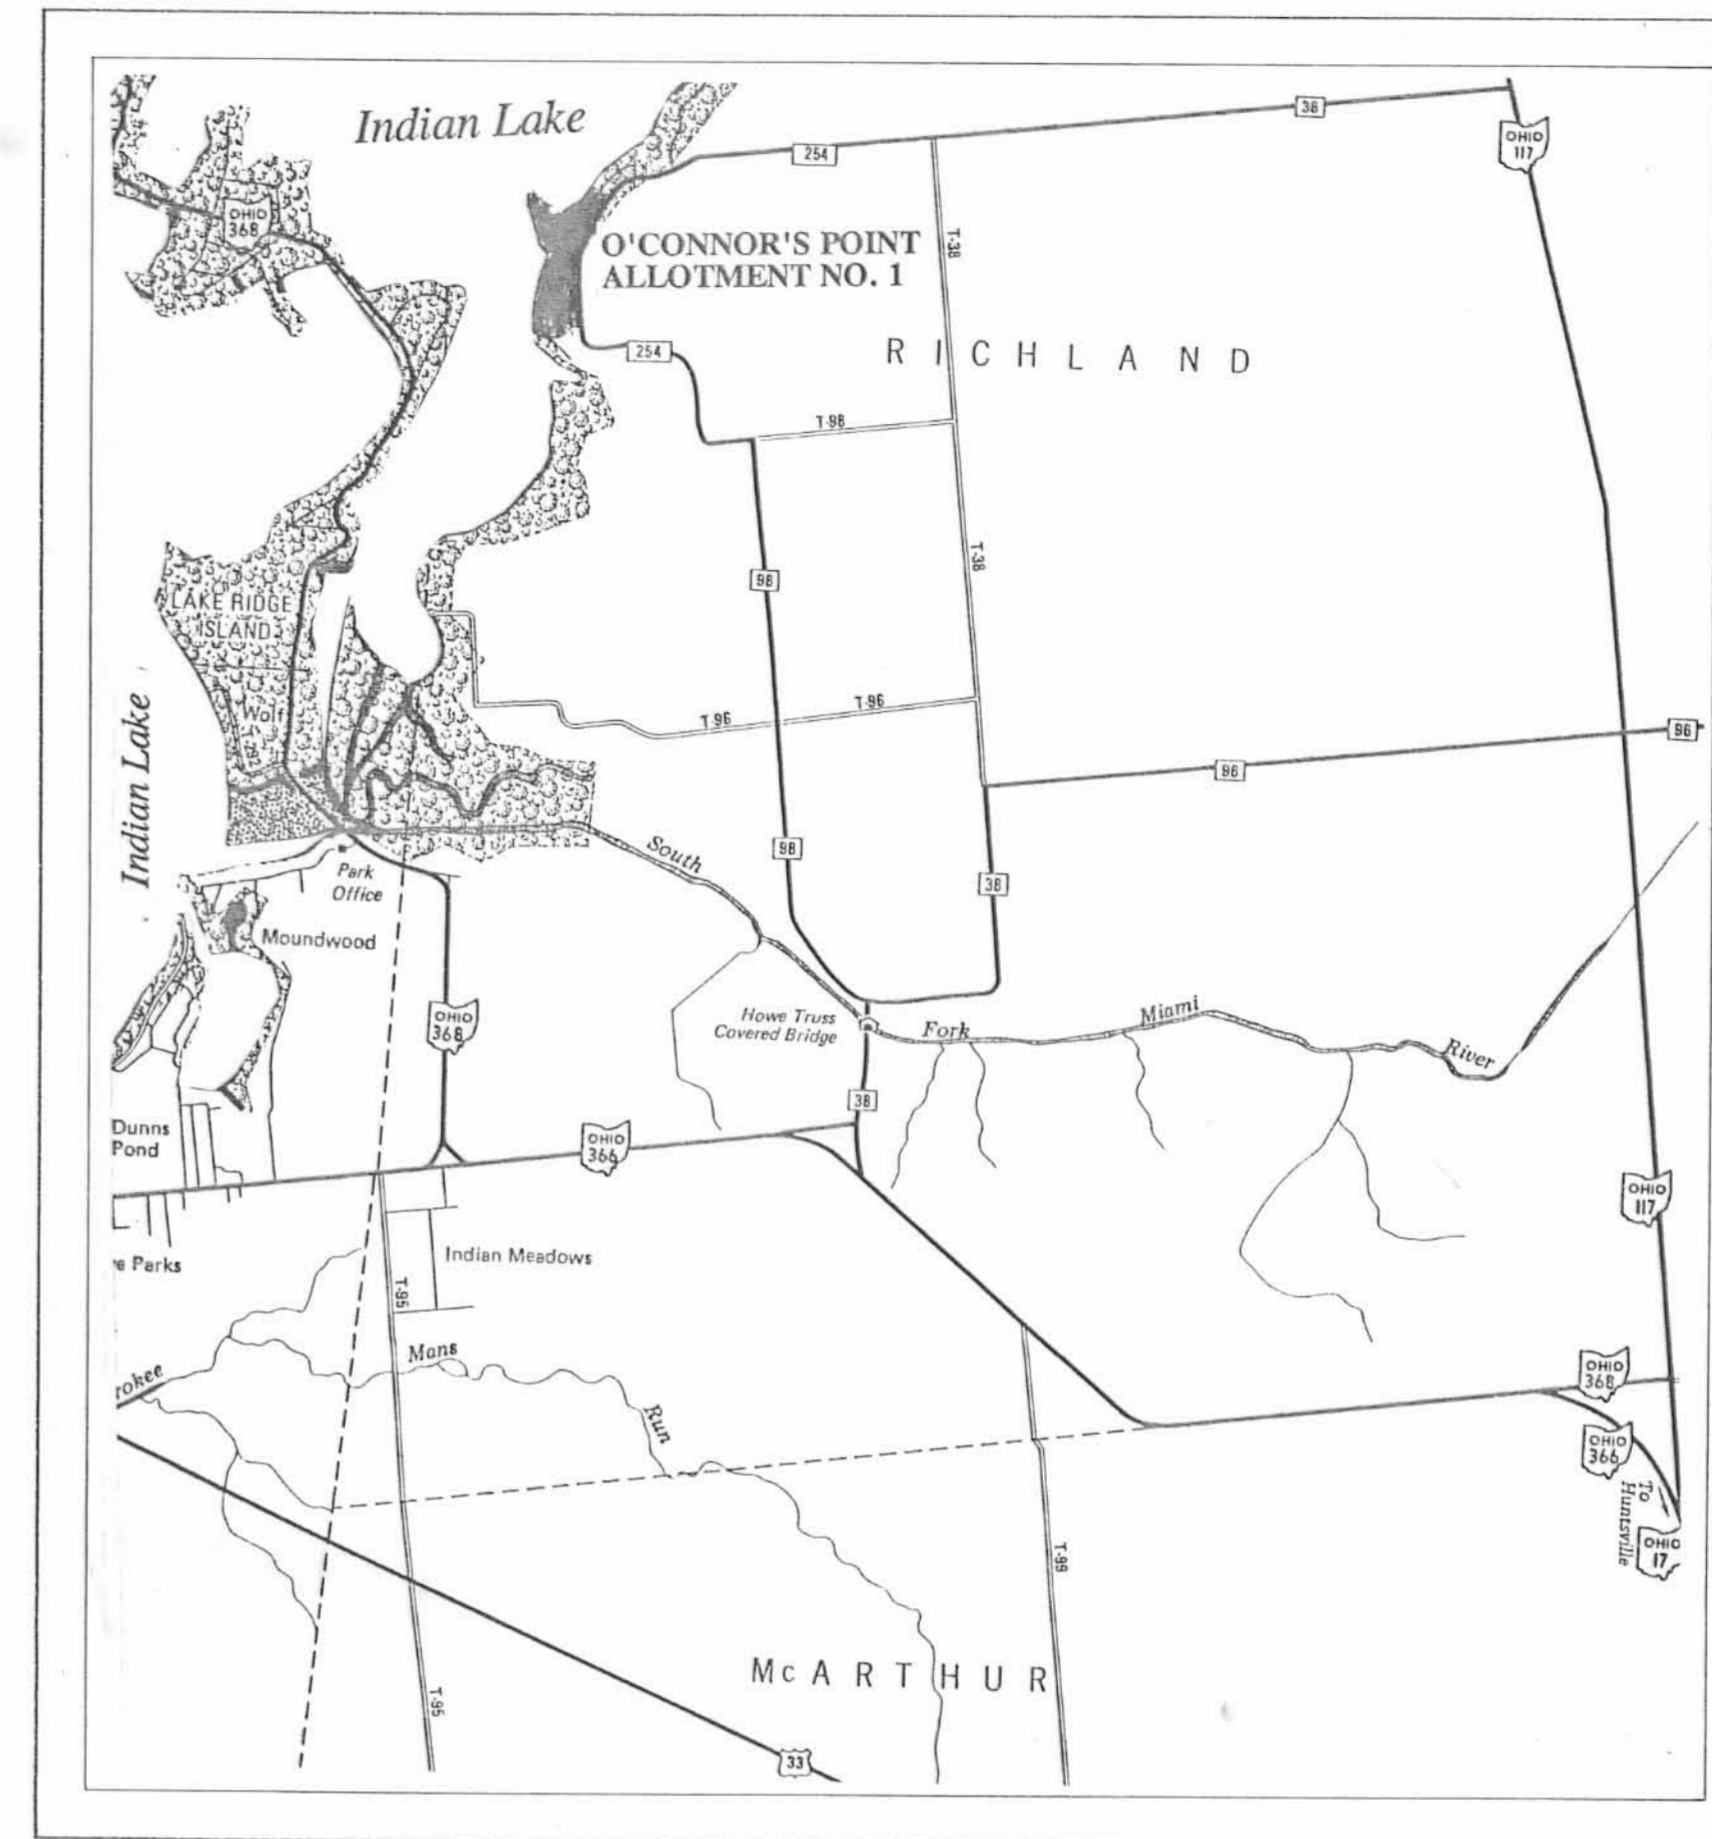 Indian Lake
38
OHIO
117
254
OHIO
368
O'CONNOR'S POINT
ALLOTMENT NO. 1
T-38
RICHLAND
254
T-98
98
T-38
LAKE RIDGE
ISLAND
Wolf
T-96
T-96
96
96
Indian Lake
South
98
38
Park
Office
Moundwood
OHIO
368
Howe Truss
Covered Bridge
Fork
Miami
River
38
Dunns
Pond
OHIO
366
OHIO
117
e Parks
Indian Meadows
T-95
Mans
Run
rokee
OHIO
368
OHIO
366
To
Huntsville
OHIO
17
T-99
McARTHUR
T-95
33